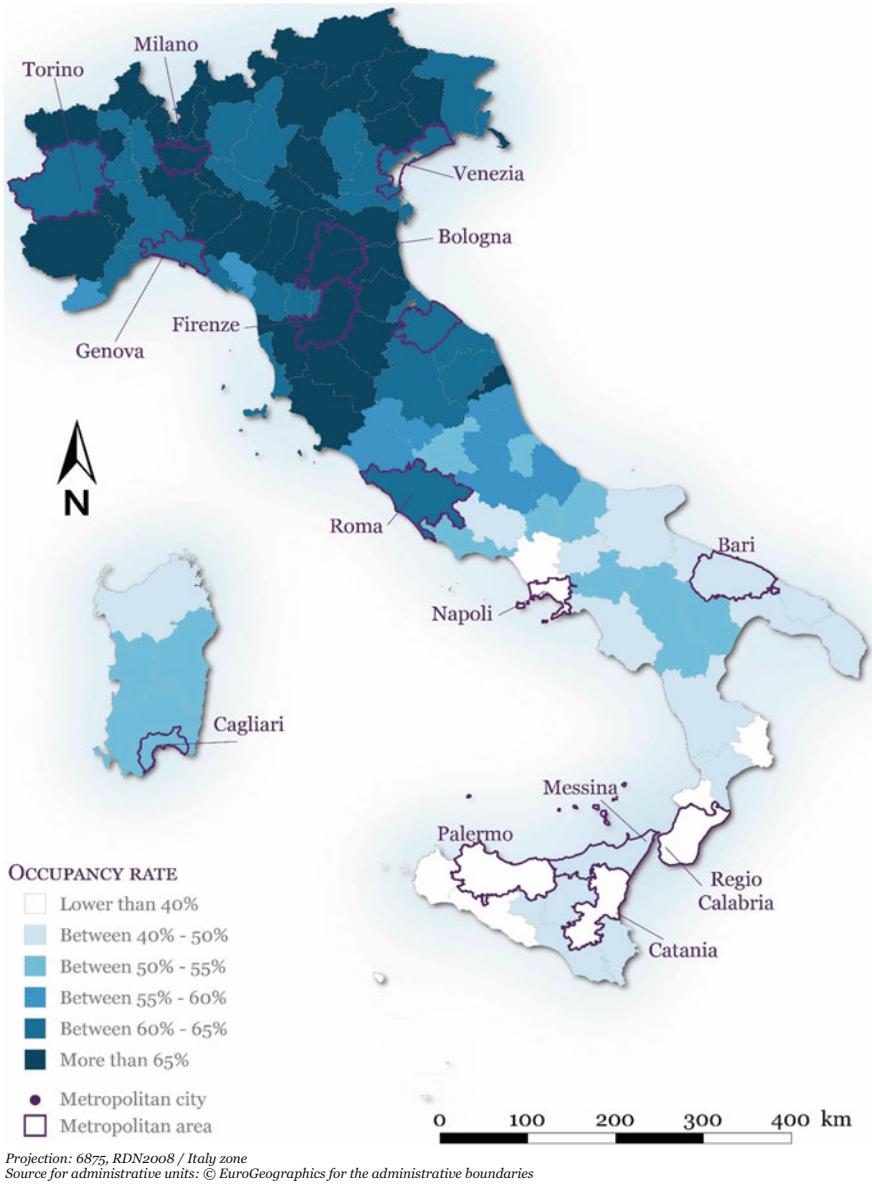 Milano
Torino
Venezia
Bologna
Firenze
Genova
N
Roma
Bari
Napoli
Cagliari
Messina
Palermo
Regio
Calabria
Catania
OCCUPANCY RATE
Lower than 40%
Between 40% - 50%
Between 50% - 55%
Between 55% - 60%
Between 60% - 65%
More than 65%
Metropolitan city
Metropolitan area
0 100 200 300 400 km
Projection: 6875, RDN2008 / Italy zone
Source for administrative units: © EuroGeographics for the administrative boundaries